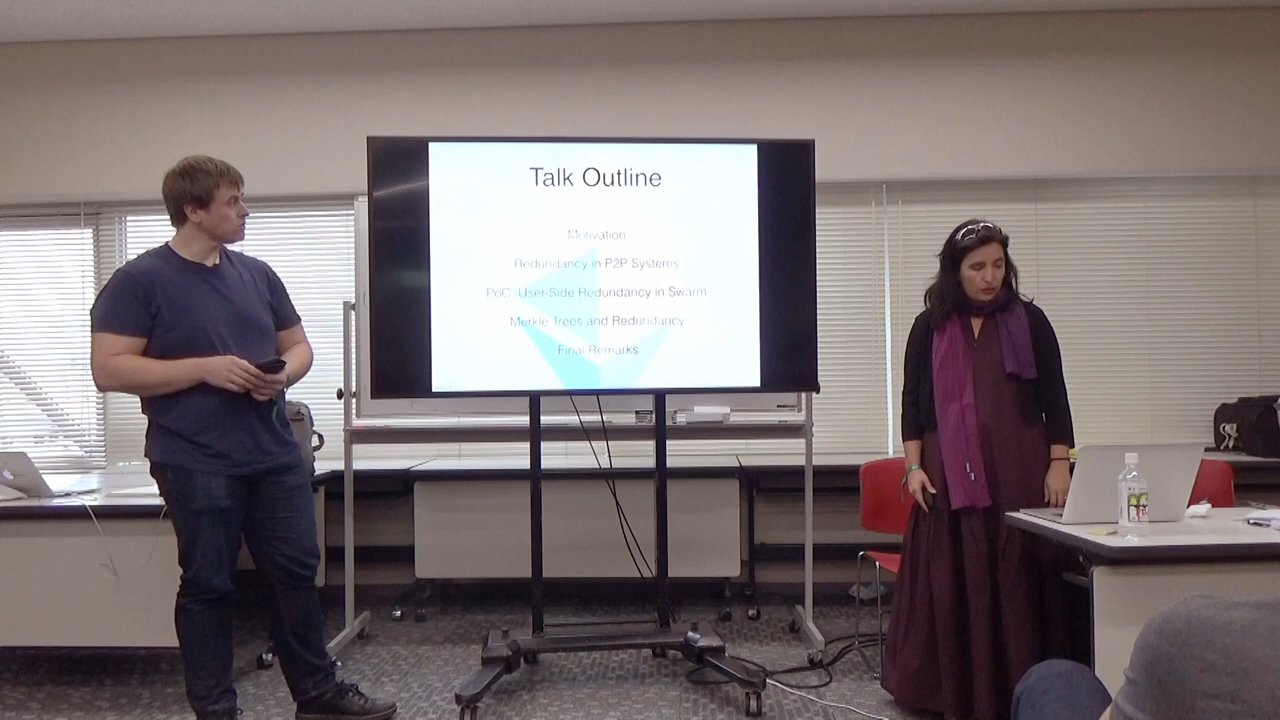 Talk Outline
Motivation
Redundancy in P2P Systems
PoC: User-Side Redundancy in Swarm
Merkle Trees and Redundancy
Final Remarks